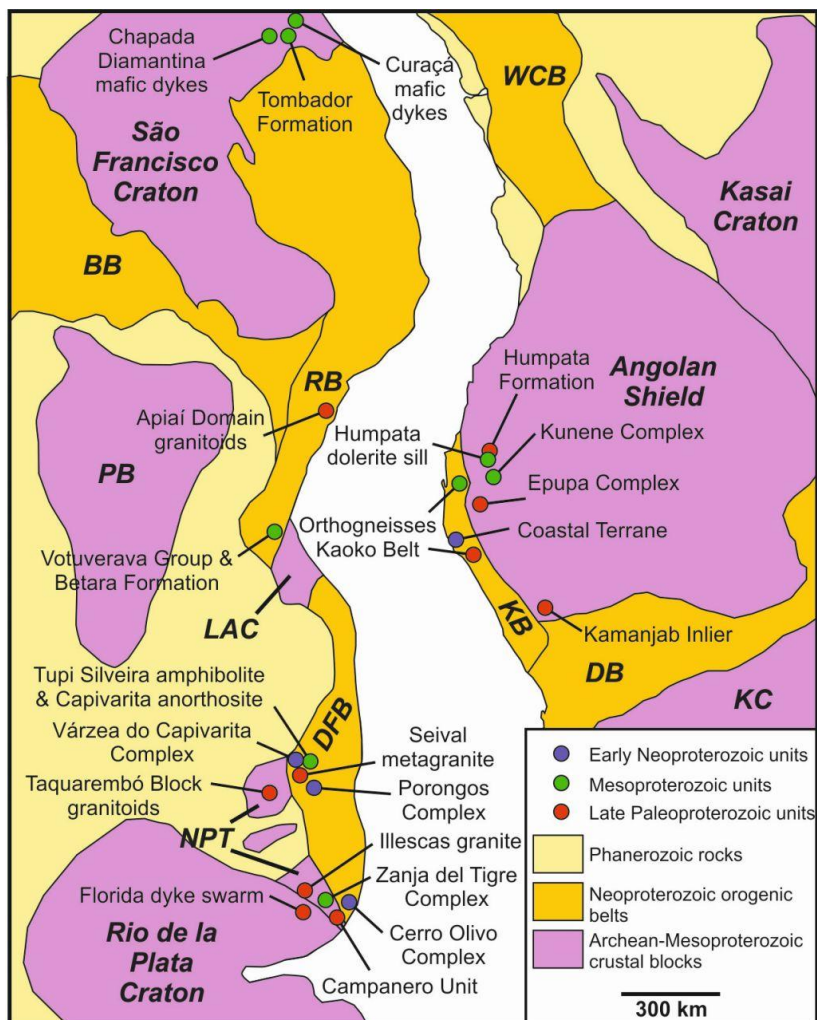 Chapada
Diamantina
mafic dykes
Tombador
Formation
Curaçá
mafic
dykes
WCB
São
Francisco
Craton
Kasai
Craton
BB
RB
Apiaí Domain
granitoids
PB
Humpata
Formation
Angolan
Shield
Humpata
dolerite sill
Kunene Complex
Epupa Complex
Orthogneisses
Kaoko Belt
Coastal Terrane
Votuverava Group &
Betara Formation
LAC
KB
Kamanjab Inlier
DB
KC
Tupi Silveira amphibolite
& Capivarita anorthosite
DFB
Várzea do Capivarita
Complex
Seival
metagranite
Taquarembó Block
granitoids
Porongos
Complex
NPT
Illescas granite
Zanja del Tigre
Complex
Florida dyke swarm
Rio de la
Plata
Craton
Cerro Olivo
Complex
Campanero Unit
Early Neoproterozoic units
Mesoproterozoic units
Late Paleoproterozoic units
Phanerozoic rocks
Neoproterozoic orogenic
belts
Archean-Mesoproterozoic
crustal blocks
300 km